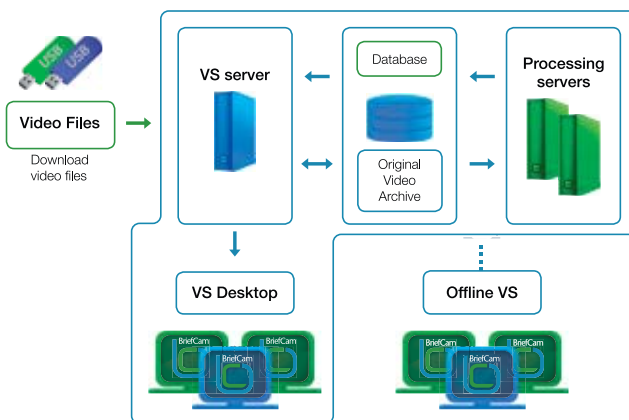 USB
USB
Video Files
Download
video files
VS server
Database
Original
Video
Archive
Processing
servers
VS Desktop
BriefCam
BriefCam
BriefCam
Offline VS
BriefCam
BriefCam
BriefCam